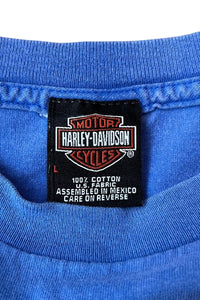 MOTOR
HARLEY-DAVIDSON
CYCLES ®
L
100% COTTON
U.S. FABRIC
ASSEMBLED IN MEXICO
CARE ON REVERSE